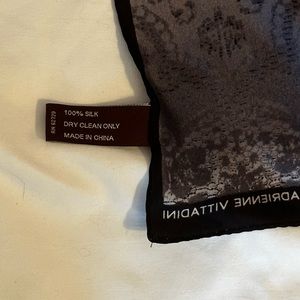 RN 62729
100% SILK
DRY CLEAN ONLY
MADE IN CHINA
ADRIENNE VITTADINI